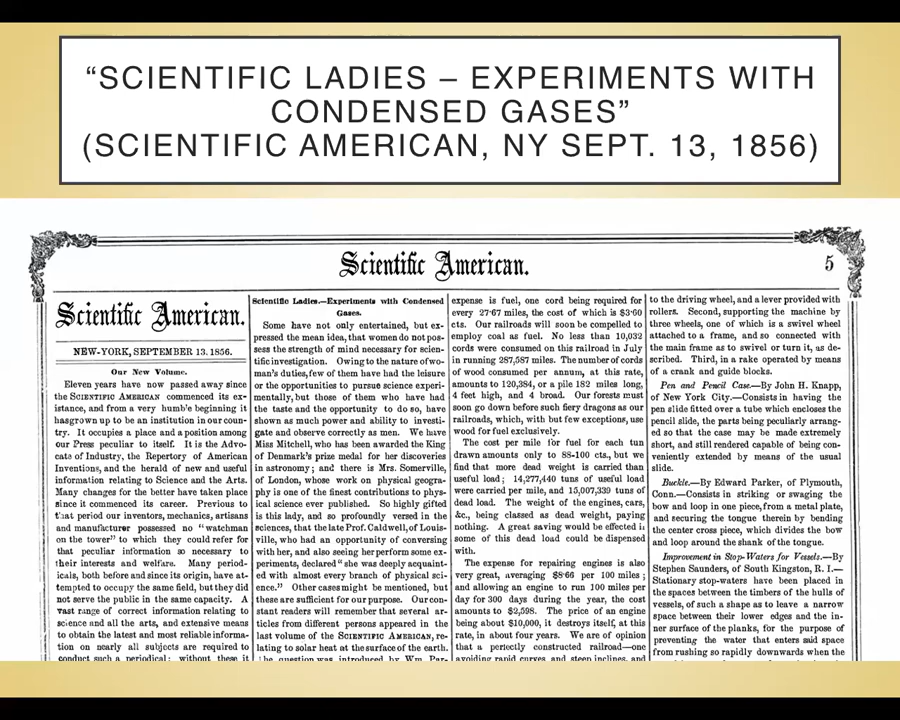 “SCIENTIFIC LADIES – EXPERIMENTS WITH
CONDENSED GASES”
(SCIENTIFIC AMERICAN, NY SEPT. 13, 1856)
Scientific American.
5
Scientific American.
NEW-YORK, SEPTEMBER 13. 1856.
Our New Volume.
Eleven years have now passed away since
the SCIENTIFIC AMERICAN commenced its ex-
istance, and from a very humb'e beginning it
hasgrown up to be an institution in our coun-
try. It occupies a place and a position among
our Press peculiar to itself. It is the Advo-
cate of Industry, the Repertory of American
Inventions, and the herald of new and useful
information relating to Science and the Arts.
Many changes for the better have taken place
since it commenced its career. Previous to
that period our inventors, mechanics, artisans
and manufacturer possessed no “watchman
on the tower” to which they could refer for
that peculiar information so necessary to
their interests and welfare. Many period-
icals, both before and since its origin, have at-
tempted to occupy the same field, but they did
not serve the public in the same capacity. A
vast range of correct information relating to
science and all the arts, and extensive means
to obtain the latest and most reliable informa-
tion on nearly all subjects are required to
conduct such a periodical; without these it
Scientific Ladies.—Experiments with Condensed
Gases.
Some have not only entertained, but ex-
pressed the mean idea, that women do not pos-
sess the strength of mind necessary for scien-
tific investigation. Owing to the nature of wo-
man's duties, few of them have had the leisure
or the opportunities to pursue science experi-
mentally, but those of them who have had
the taste and the opportunity to do so, have
shown as much power and ability to investi-
gate and observe correctly as men. We have
Miss Mitchell, who has been awarded the King
of Denmark's prize medal for her discoveries
in astronomy; and there is Mrs. Somerville,
of London, whose work on physical geogra-
phy is one of the finest contributions to phys-
ical science ever published. So highly gifted
is this lady, and so profoundly versed in the
sciences, that the late Prof. Caldwell, of Louis-
ville, who had an opportunity of conversing
with her, and also seeing her perform some ex-
periments, declared “she was deeply acquaint-
ed with almost every branch of physical sci-
ence.” Other cases might be mentioned, but
these are sufficient for our purpose. Our con-
stant readers will remember that several ar-
ticles from different persons appeared in the
last volume of the SCIENTIFIC AMERICAN, re-
lating to solar heat at the surface of the earth.
The question was introduced by Wm. Par-
expense is fuel, one cord being required for
every 27·67 miles, the cost of which is $3·60
cts. Our railroads will soon be compelled to
employ coal as fuel. No less than 10,032
cords were consumed on this railroad in July
in running 287,587 miles. The number of cords
of wood consumed per annum, at this rate,
amounts to 120,384, or a pile 182 miles long,
4 feet high, and 4 broad. Our forests must
soon go down before such fiery dragons as our
railroads, which, with but few exceptions, use
wood for fuel exclusively.
The cost per mile for fuel for each tun
drawn amounts only to 88-100 cts., but we
find that more dead weight is carried than
useful load; 14,277,440 tuns of useful load
were carried per mile, and 15,007,339 tuns of
dead load. The weight of the engines, cars,
&c., being classed as dead weight, paying
nothing. A great saving would be effected i:
some of this dead load could be dispensed
with.
The expense for repairing engines is also
very great, averaging $8·66 per 100 miles;
and allowing an engine to run 100 miles per
day for 300 days during the year, the cost
amounts to $2,598. The price of an engine
being about $10,000, it destroys itself, at this
rate, in about four years. We are of opinion
that a perfectly constructed railroad—one
avoiding rapid curves, and steep inclines, and
to the driving wheel, and a lever provided with
rollers. Second, supporting the machine by
three wheels, one of which is a swivel wheel
attached to a frame, and so connected with
the main frame as to swivel or turn it, as de-
scribed. Third, in a rake operated by means
of a crank and guide blocks.
Pen and Pencil Case.—By John H. Knapp,
of New York City.—Consists in having the
pen slide fitted over a tube which encloses the
pencil slide, the parts being peculiarly arrang-
ed so that the case may be made extremely
short, and still rendered capable of being con-
veniently extended by means of the usual
slide.
Buckle.—By Edward Parker, of Plymouth,
Conn.—Consists in striking or swaging the
bow and loop in one piece, from a metal plate,
and securing the tongue therein by bending
the center cross piece, which divides the bow
and loop around the shank of the tongue.
Improvement in Stop-Waters for Vessels.—By
Stephen Saunders, of South Kingston, R. I.—
Stationary stop-waters have been placed in
the spaces between the timbers of the hulls of
vessels, of such a shape as to leave a narrow
space between their lower edges and the in-
ner surface of the planks, for the purpose of
preventing the water that enters said space
from rushing so rapidly downwards when the